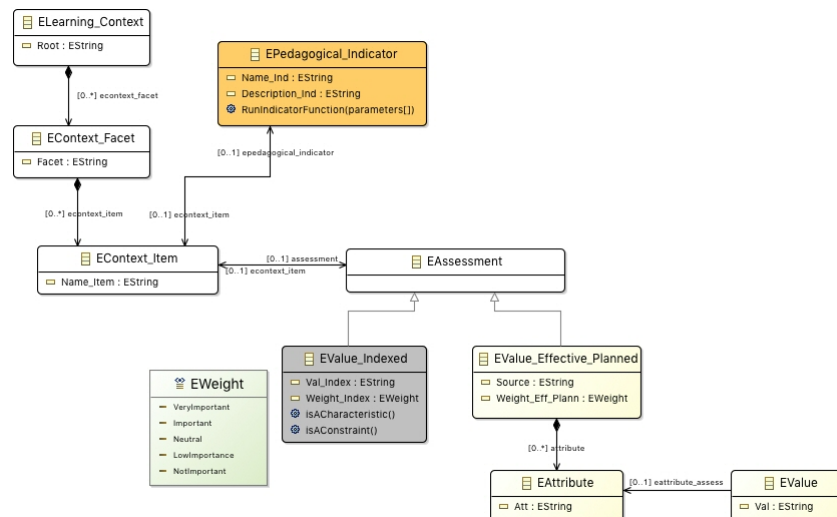 ELearning_Context
Root : EString
[0..*] econtext_facet
EContext_Facet
Facet : EString
[0..*] econtext_item
EPedagogical_Indicator
Name_Ind : EString
Description_Ind : EString
RunIndicatorFunction(parameters[])
[0..1] epedagogical_indicator
[0..1] econtext_item
EContext_Item
Name_Item : EString
[0..1] assessment
[0..1] econtext_item
EAssessment
EWeight
VeryImportant
Important
Neutral
LowImportance
NotImportant
EValue_Indexed
Val_Index : EString
Weight_Index : EWeight
isACharacteristic()
isAConstraint()
EValue_Effective_Planned
Source : EString
Weight_Eff_Plann : EWeight
[0..*] attribute
EAttribute
Att : EString
[0..1] eattribute_assess
EValue
Val : EString